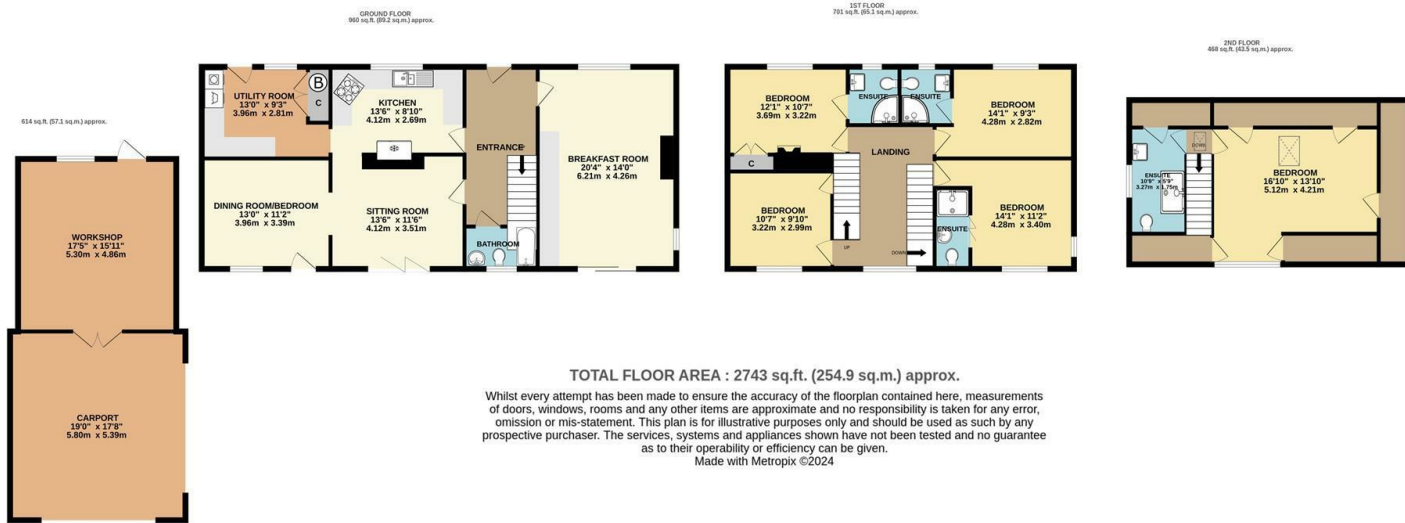 GROUND FLOOR
960 sq.ft. (89.2 sq.m.) approx.
1ST FLOOR
701 sq.ft. (65.1 sq.m.) approx.
2ND FLOOR
468 sq.ft. (43.5 sq.m.) approx.
614 sq.ft. (57.1 sq.m.) approx.
WORKSHOP
17'5" x 15'11"
5.30m x 4.86m
CARPORT
19'0" x 17'8"
5.80m x 5.39m
UTILITY ROOM
13'0" x 9'3"
3.96m x 2.81m
B
C
KITCHEN
13'6" x 8'10"
4.12m x 2.69m
ENTRANCE
BREAKFAST ROOM
20'4" x 14'0"
6.21m x 4.26m
DINING ROOM/BEDROOM
13'0" x 11'2"
3.96m x 3.39m
SITTING ROOM
13'6" x 11'6"
4.12m x 3.51m
BATHROOM
BEDROOM
12'1" x 10'7"
3.69m x 3.22m
C
ENSUITE
ENSUITE
BEDROOM
14'1" x 9'3"
4.28m x 2.82m
LANDING
BEDROOM
10'7" x 9'10"
3.22m x 2.99m
UP
DOWN
ENSUITE
BEDROOM
14'1" x 11'2"
4.28m x 3.40m
DOWN
ENSUITE
10'9" x 5'9"
3.27m x 1.75m
BEDROOM
16'10" x 13'10"
5.12m x 4.21m
TOTAL FLOOR AREA : 2743 sq.ft. (254.9 sq.m.) approx.
Whilst every attempt has been made to ensure the accuracy of the floorplan contained here, measurements
of doors, windows, rooms and any other items are approximate and no responsibility is taken for any error,
omission or mis-statement. This plan is for illustrative purposes only and should be used as such by any
prospective purchaser. The services, systems and appliances shown have not been tested and no guarantee
as to their operability or efficiency can be given.
Made with Metropix ©2024